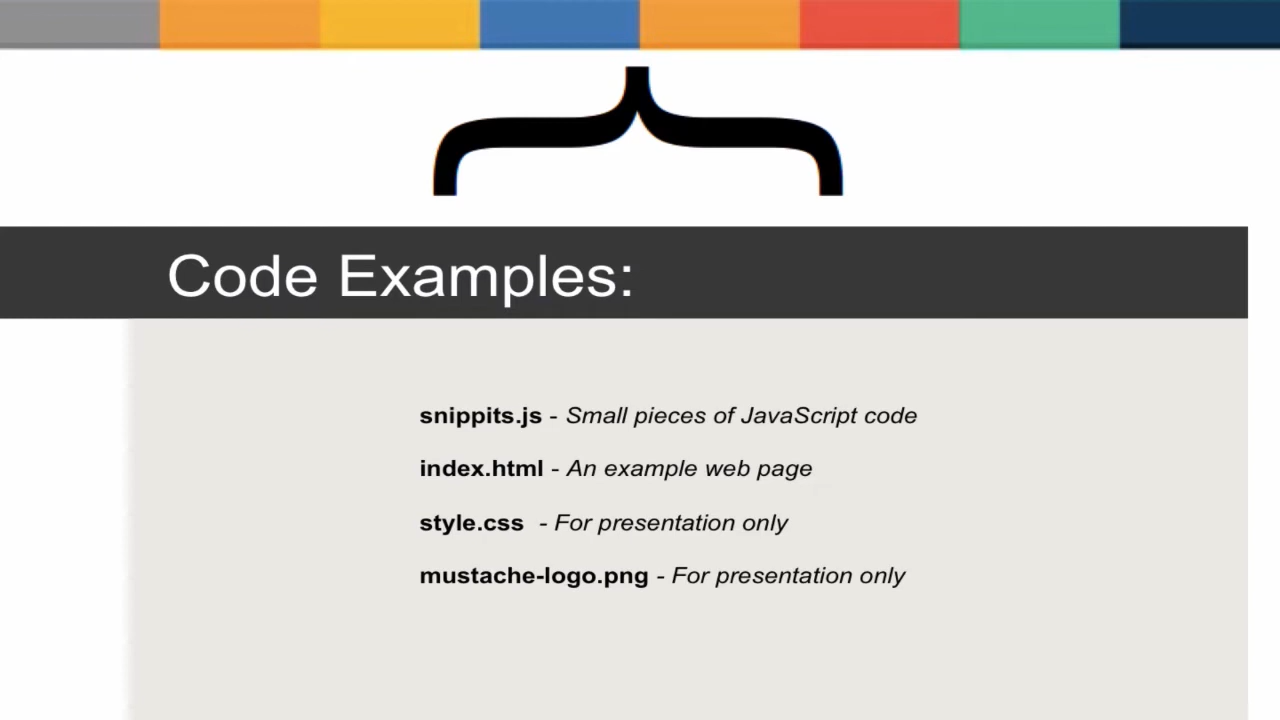 Code Examples:
snippits.js - Small pieces of JavaScript code
index.html - An example web page
style.css - For presentation only
mustache-logo.png - For presentation only